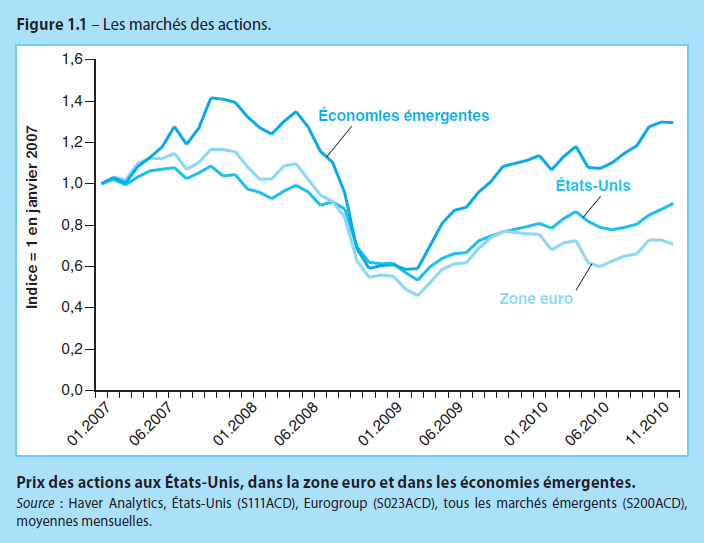 Figure 1.1 – Les marchés des actions.
1,6
1,4
1,2
1,0
0,8
0,6
0,4
0,2
0,0
Indice = 1 en janvier 2007
Économies émergentes
États-Unis
Zone euro
01.2007
06.2007
01.2008
06.2008
01.2009
06.2009
01.2010
06.2010
11.2010
Prix des actions aux États-Unis, dans la zone euro et dans les économies émergentes.
Source : Haver Analytics, États-Unis (S111ACD), Eurogroup (S023ACD), tous les marchés émergents (S200ACD),
moyennes mensuelles.